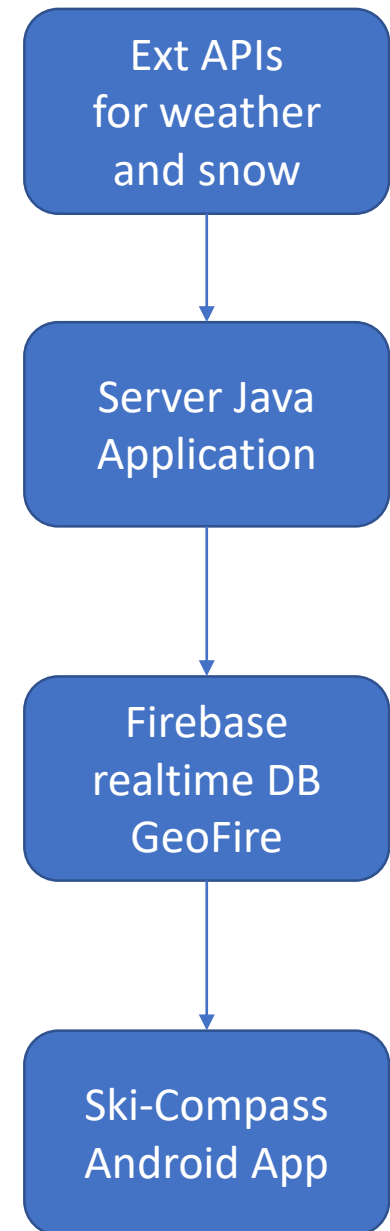 Ext APIs
for weather
and snow
Server Java
Application
Firebase
realtime DB
GeoFire
Ski-Compass
Android App